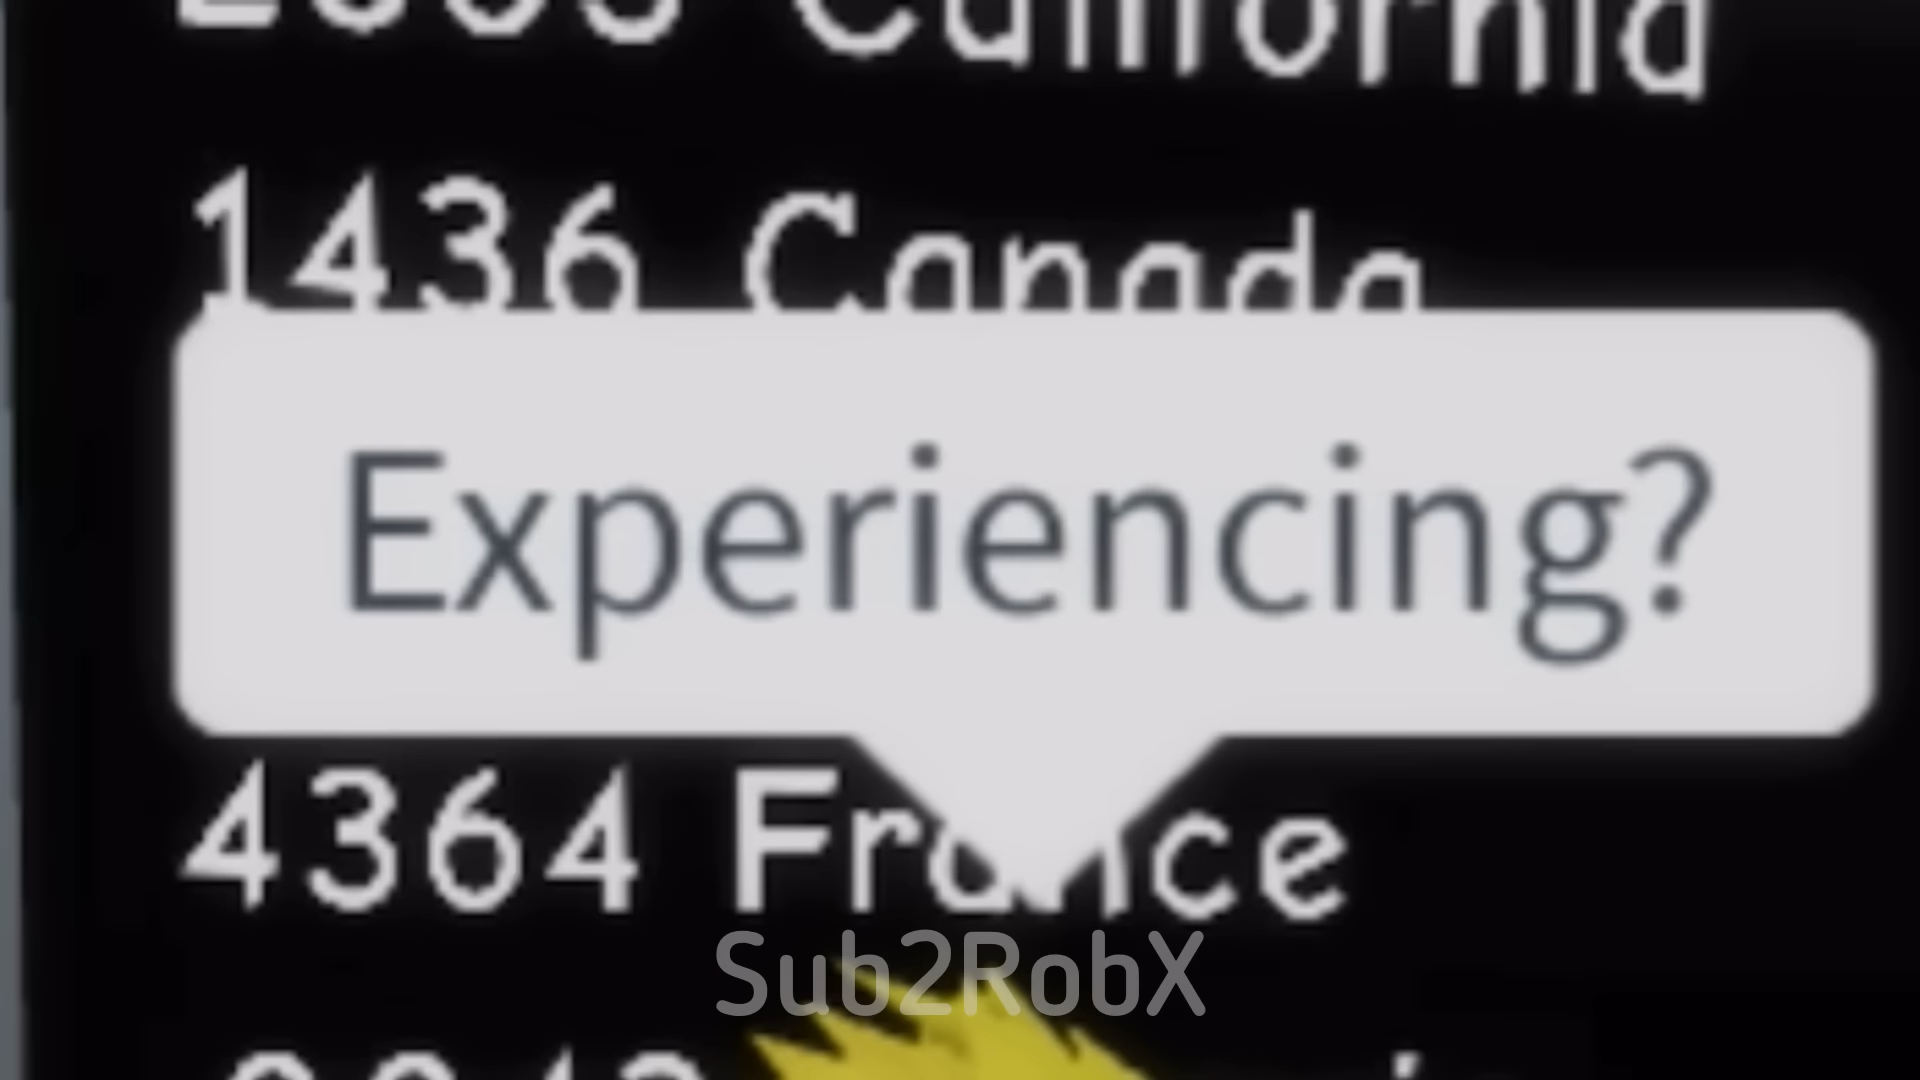 California
1436 Canada
Experiencing?
4364 France
Sub2RobX